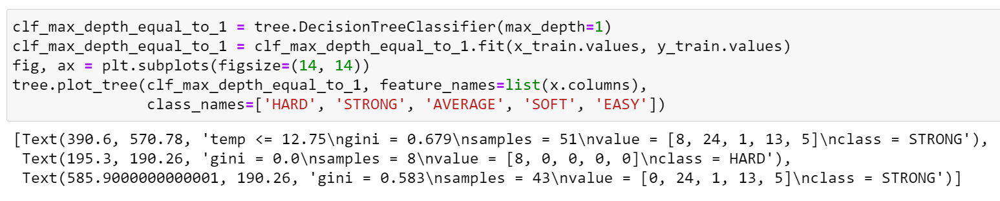 clf_max_depth_equal_to_1 = tree.DecisionTreeClassifier(max_depth=1)
clf_max_depth_equal_to_1 = clf_max_depth_equal_to_1.fit(x_train.values, y_train.values)
fig, ax = plt.subplots(figsize=(14, 14))
tree.plot_tree(clf_max_depth_equal_to_1, feature_names=list(x.columns),
               class_names=['HARD', 'STRONG', 'AVERAGE', 'SOFT', 'EASY'])
[Text(390.6, 570.78, 'temp <= 12.75\ngini = 0.679\nsamples = 51\nvalue = [8, 24, 1, 13, 5]\nclass = STRONG'),
 Text(195.3, 190.26, 'gini = 0.0\nsamples = 8\nvalue = [8, 0, 0, 0, 0]\nclass = HARD'),
 Text(585.9000000000001, 190.26, 'gini = 0.583\nsamples = 43\nvalue = [0, 24, 1, 13, 5]\nclass = STRONG')]